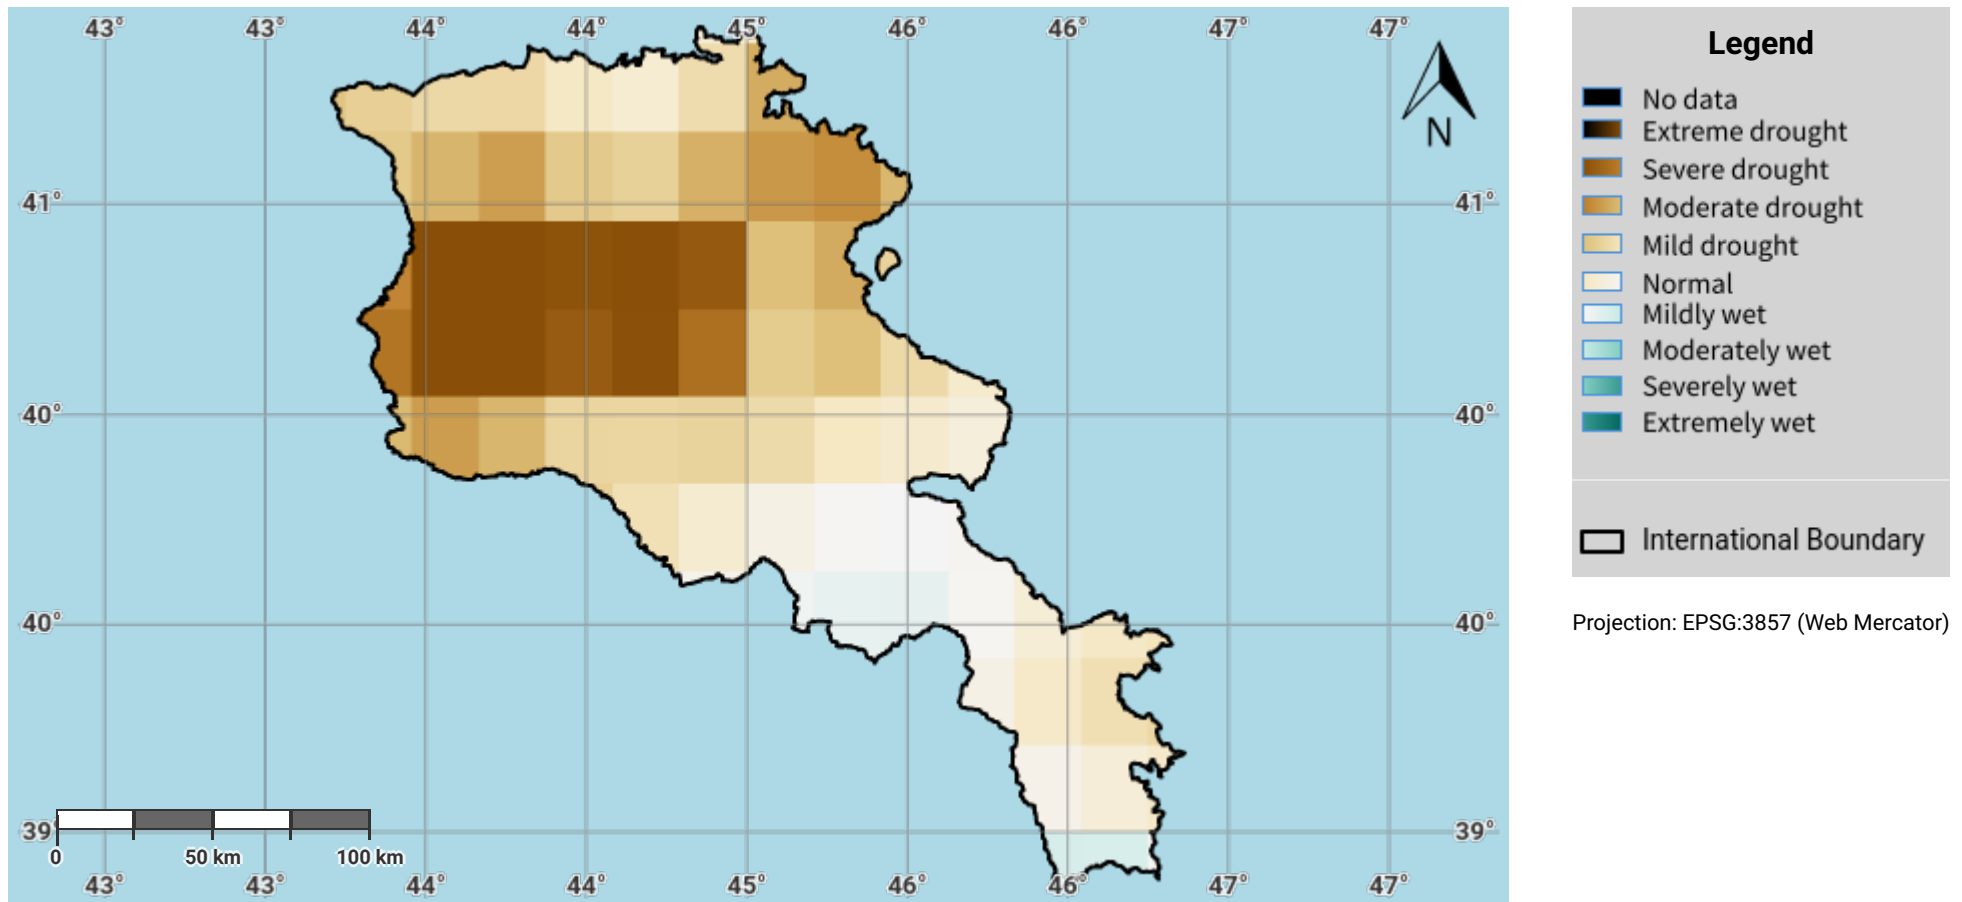 43° 43° 44° 44° 45° 46° 46° 47° 47°
N
41° 41°
40° 40°
40° 40°
39° 39°
0 50 km 100 km
43° 43° 44° 44° 45° 46° 46° 47° 47°
Legend
No data
Extreme drought
Severe drought
Moderate drought
Mild drought
Normal
Mildly wet
Moderately wet
Severely wet
Extremely wet
International Boundary
Projection: EPSG:3857 (Web Mercator)